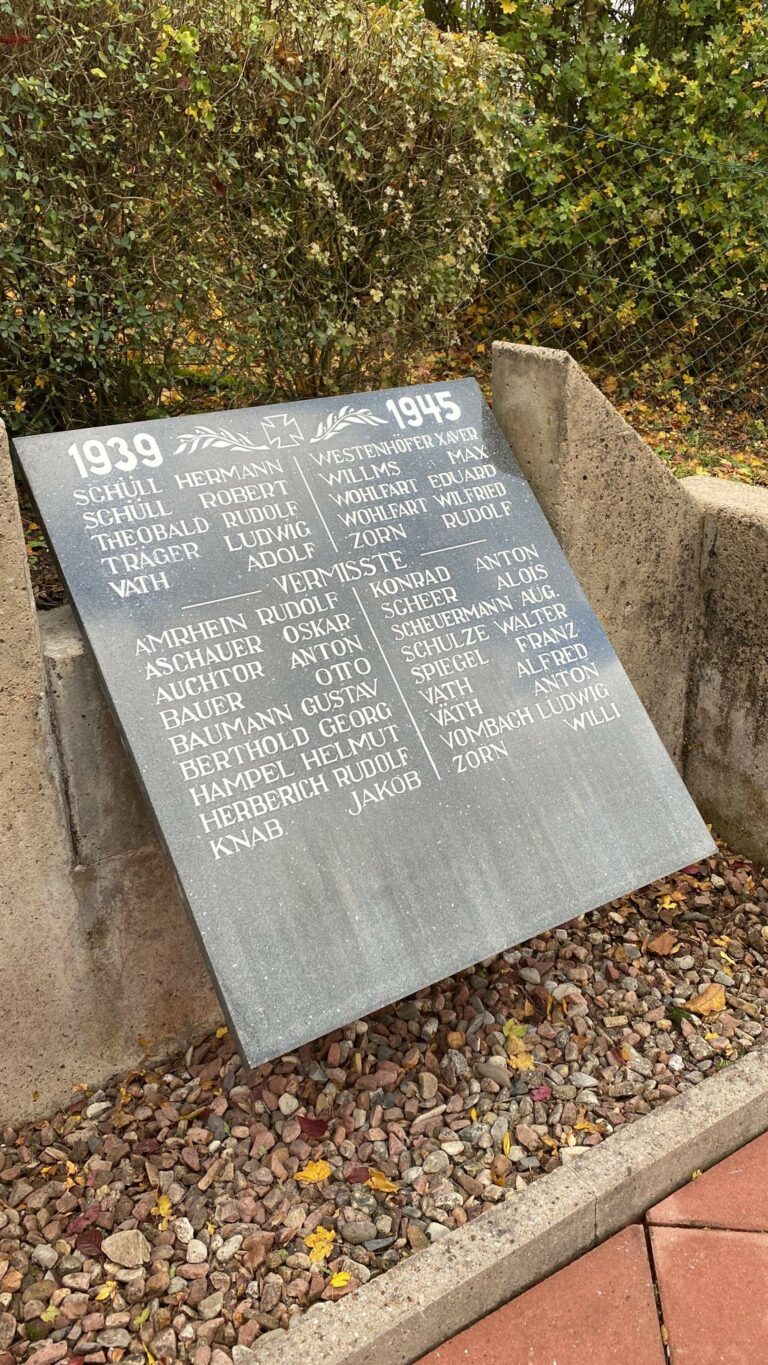 1939 1945
SCHÜLL HERMANN
SCHÜLL ROBERT
THEOBALD RUDOLF
TRÄGER LUDWIG
VÄTH ADOLF
WESTENHÖFER XAVER
WILLMS MAX
WOHLFART EDUARD
WOHLFART WILFRIED
ZORN RUDOLF
VERMISSTE
AMRHEIN RUDOLF
ASCHAUER OSKAR
AUCHTOR ANTON
BAUER OTTO
BAUMANN GUSTAV
BERTHOLD GEORG
HAMPEL HELMUT
HERBERICH RUDOLF
KNAB JAKOB
KONRAD ANTON
SCHEER ALOIS
SCHEUERMANN AUG.
SCHULZE WALTER
SPIEGEL FRANZ
VÄTH ALFRED
VÄTH ANTON
VOMBACH LUDWIG
ZORN WILLI